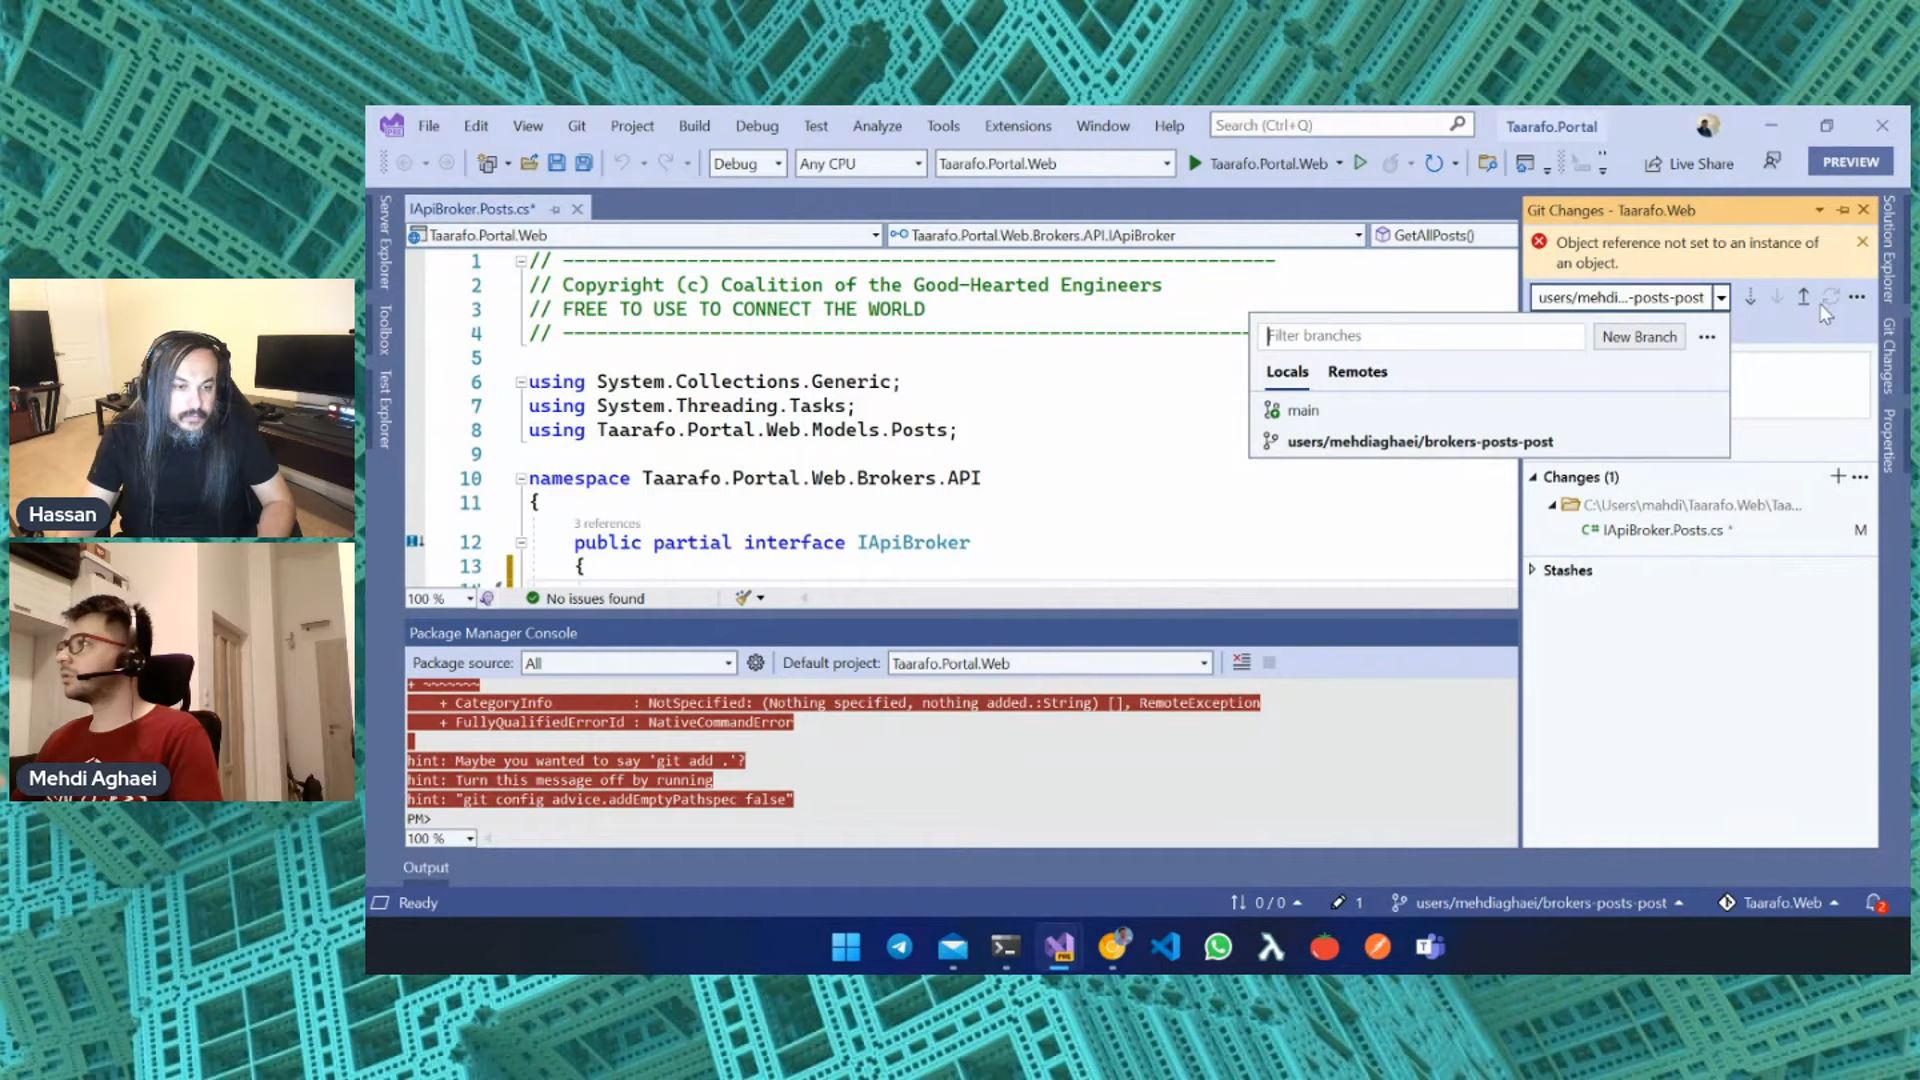 File Edit View Git Project Build Debug Test Analyze Tools Extensions Window Help Search (Ctrl+Q) Taarafo.Portal
Debug Any CPU Taarafo.Portal.Web Taarafo.Portal.Web Live Share PREVIEW
Server Explorer
Toolbox
Test Explorer
IApiBroker.Posts.cs*
Taarafo.Portal.Web Taarafo.Portal.Web.Brokers.API.IApiBroker GetAllPosts()
1 // ----------------------------------------------------------------
2 // Copyright (c) Coalition of the Good-Hearted Engineers
3 // FREE TO USE TO CONNECT THE WORLD
4 // ----------------------------------------------------------------
5
6 using System.Collections.Generic;
7 using System.Threading.Tasks;
8 using Taarafo.Portal.Web.Models.Posts;
9
10 namespace Taarafo.Portal.Web.Brokers.API
11 {
3 references
12 public partial interface IApiBroker
13 {
100 % No issues found
Git Changes - Taarafo.Web
Object reference not set to an instance of
an object.
users/mehdi...-posts-post
Filter branches New Branch
Locals Remotes
main
users/mehdiaghaei/brokers-posts-post
Changes (1)
C:\Users\mahdi\Taarafo.Web\Taa...
C# IApiBroker.Posts.cs * M
Stashes
Solution Explorer
Git Changes
Properties
Package Manager Console
Package source: All Default project: Taarafo.Portal.Web
+ ~~~~~~~
+ CategoryInfo : NotSpecified: (Nothing specified, nothing added.:String) [], RemoteException
+ FullyQualifiedErrorId : NativeCommandError
hint: Maybe you wanted to say 'git add .'?
hint: Turn this message off by running
hint: "git config advice.addEmptyPathspec false"
PM>
100 %
Output
Ready 0 / 0 1 users/mehdiaghaei/brokers-posts-post Taarafo.Web 2
Hassan
Mehdi Aghaei